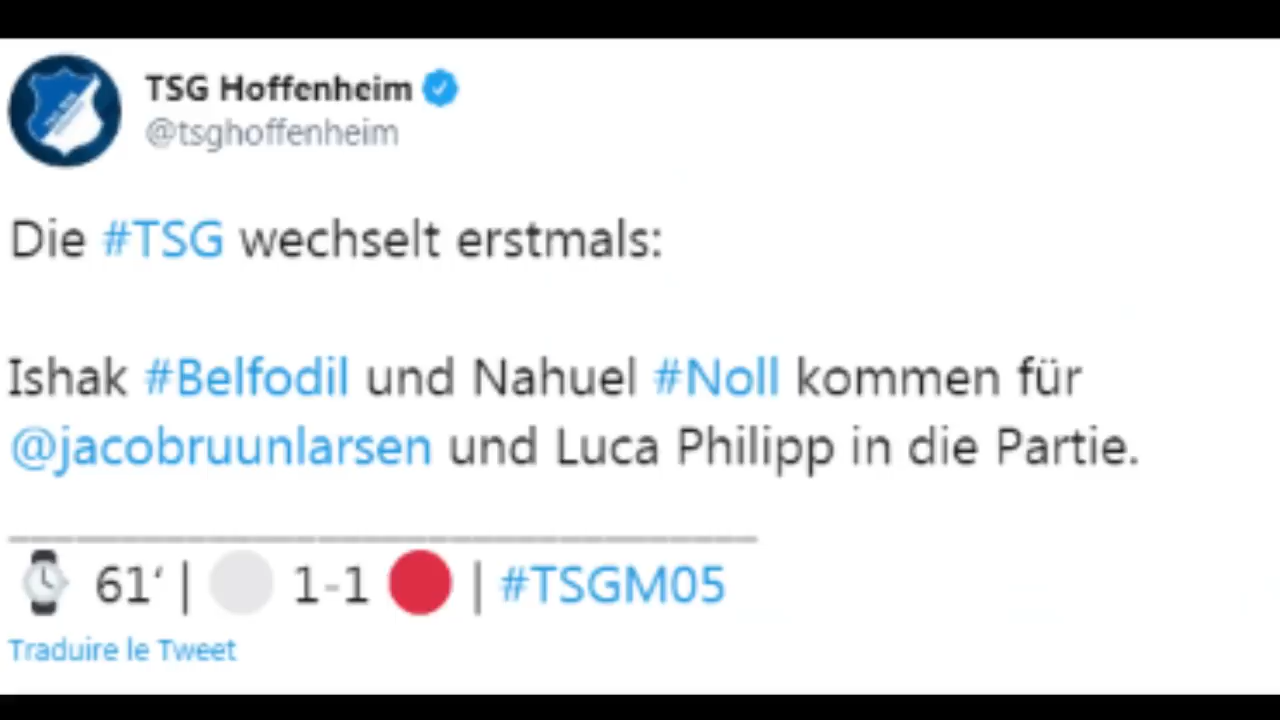 TSG Hoffenheim
@tsghoffenheim
Die #TSG wechselt erstmals:
Ishak #Belfodil und Nahuel #Noll kommen für
@jacobruunlarsen und Luca Philipp in die Partie.
_________________________________
⌚ 61‘ | ⚪ 1-1 🔴 | #TSGM05
Traduire le Tweet